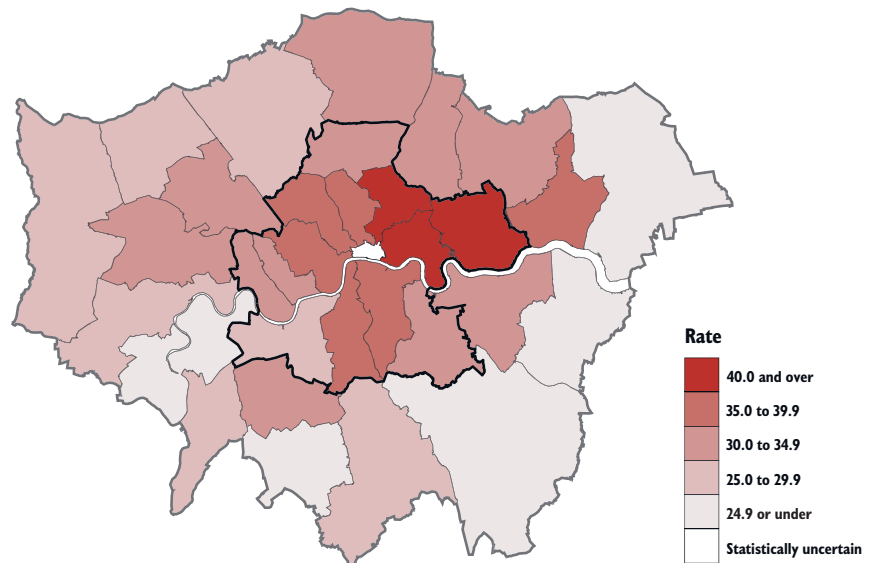 Rate
40.0 and over
35.0 to 39.9
30.0 to 34.9
25.0 to 29.9
24.9 or under
Statistically uncertain